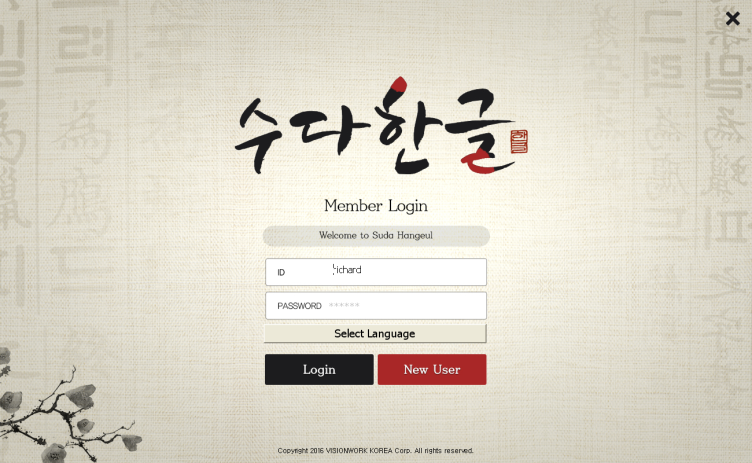 수다한글
Member Login
Welcome to Suda Hangeul
ID richard
PASSWORD ******
Select Language
Login
New User
Copyright 2016 VISIONWORK KOREA Corp. All rights reserved.